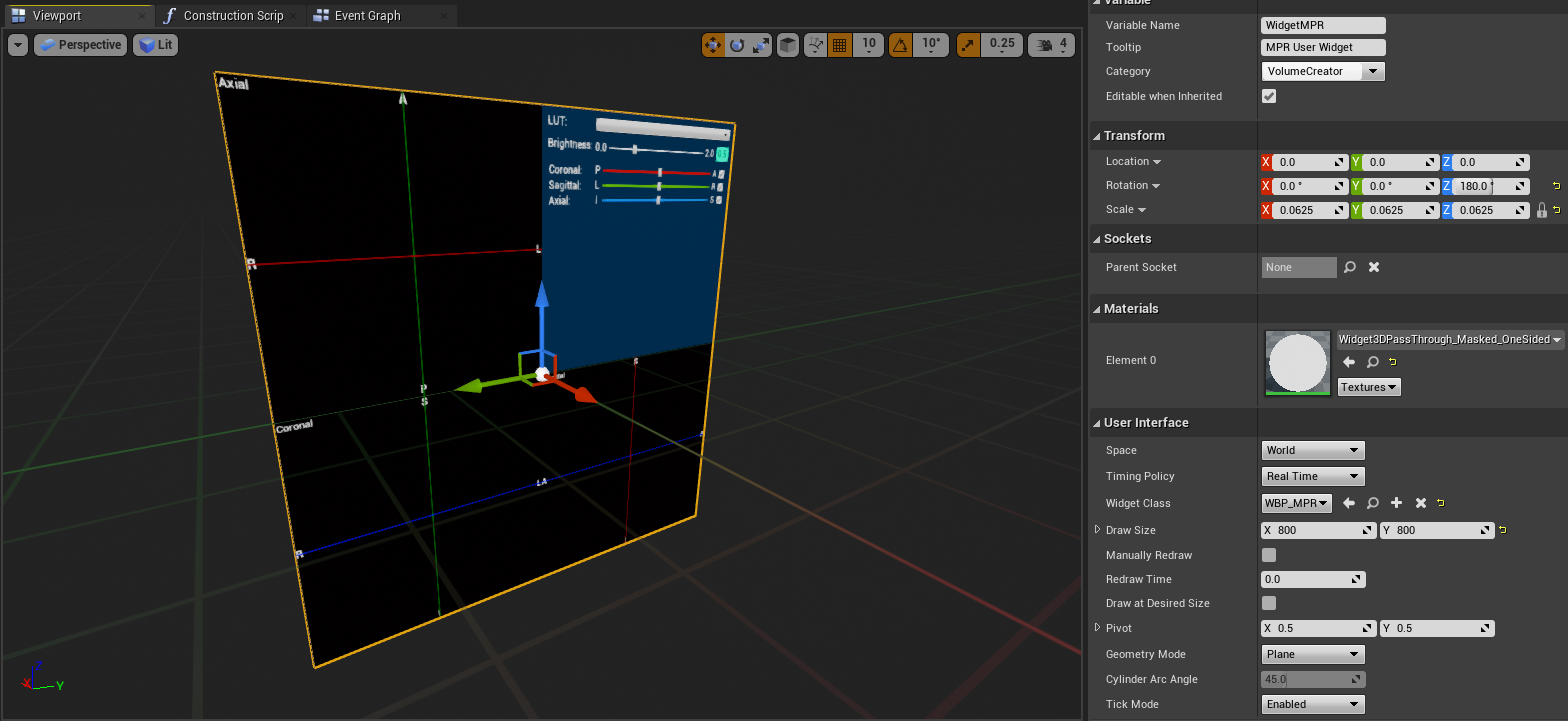 Viewport
Construction Scrip
Event Graph
Perspective
Lit
10
10°
0.25
4
Axial
A
LUT:
Brightness: 0.0
2.0
0.5
Coronal: P A
Sagittal: L R
Axial: I S
R
L
P
S
S
Coronal
L A
R
X
Y
Z
Variable
Variable Name WidgetMPR
Tooltip MPR User Widget
Category VolumeCreator
Editable when Inherited
Transform
Location X 0.0 Y 0.0 Z 0.0
Rotation X 0.0 ° Y 0.0 ° Z 180.0 °
Scale X 0.0625 Y 0.0625 Z 0.0625
Sockets
Parent Socket None
Materials
Element 0
Widget3DPassThrough_Masked_OneSided
Textures
User Interface
Space World
Timing Policy Real Time
Widget Class WBP_MPR
Draw Size X 800 Y 800
Manually Redraw
Redraw Time 0.0
Draw at Desired Size
Pivot X 0.5 Y 0.5
Geometry Mode Plane
Cylinder Arc Angle 45.0
Tick Mode Enabled